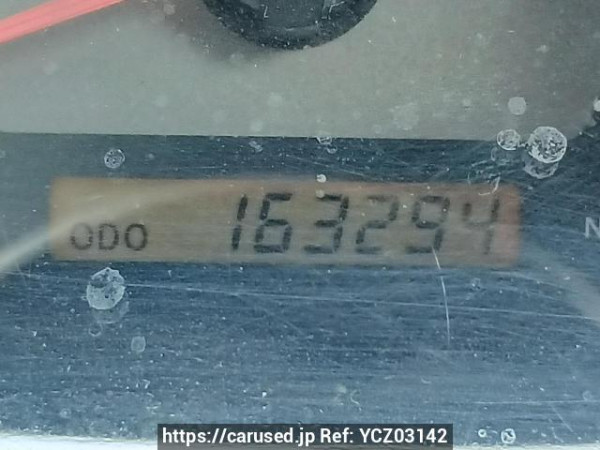 ODO 163294
N
https://carused.jp Ref: YCZ03142